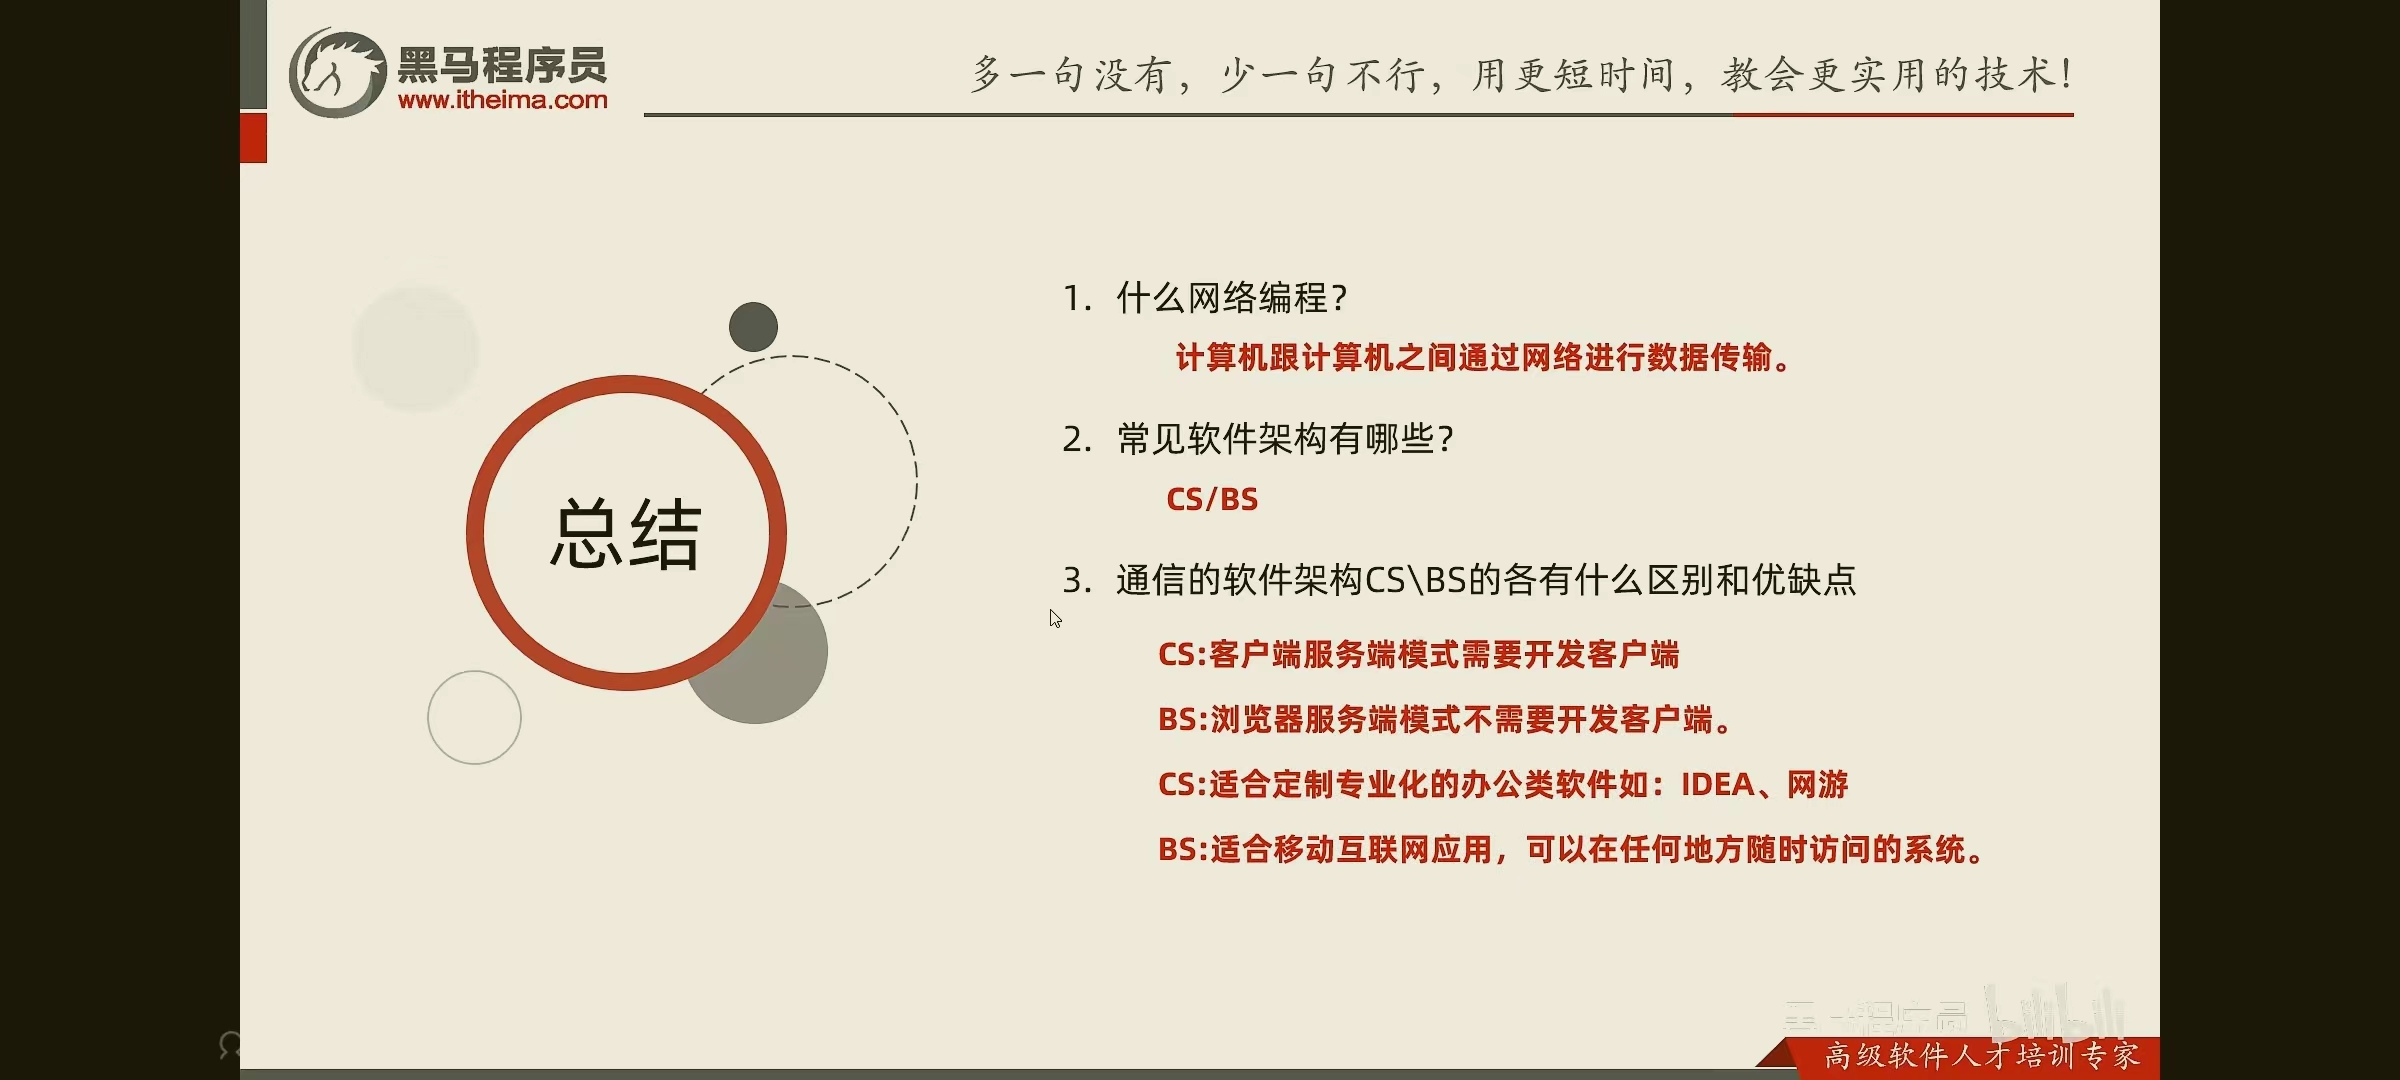 黑马程序员
www.itheima.com
多一句没有，少一句不行，用更短时间，教会更实用的技术！
总结
1. 什么网络编程？
计算机跟计算机之间通过网络进行数据传输。
2. 常见软件架构有哪些？
CS/BS
3. 通信的软件架构CS\BS的各有什么区别和优缺点
CS:客户端服务端模式需要开发客户端
BS:浏览器服务端模式不需要开发客户端。
CS:适合定制专业化的办公类软件如：IDEA、网游
BS:适合移动互联网应用，可以在任何地方随时访问的系统。
黑马程序员 bilibili
高级软件人才培训专家